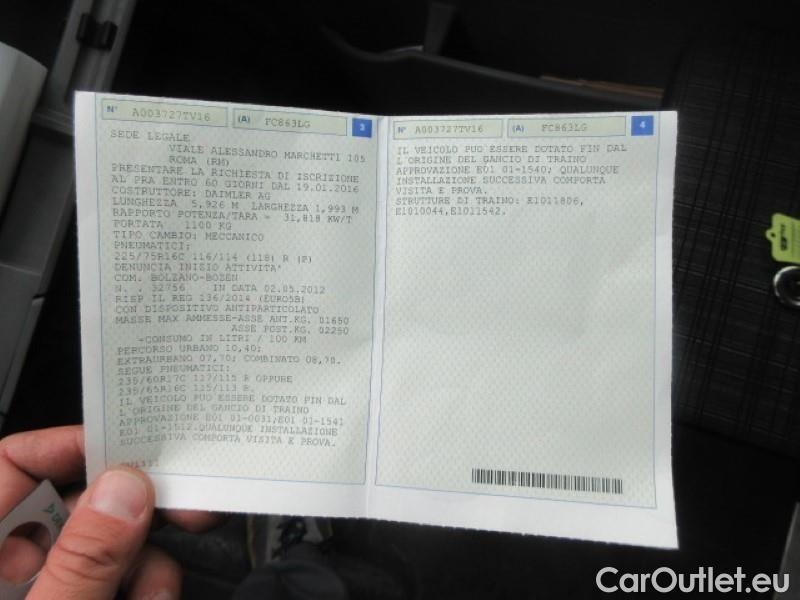 N° A003727TV16 (A) FC863LG 3
SEDE LEGALE
VIALE ALESSANDRO MARCHETTI 105
ROMA (RM)
PRESENTARE LA RICHIESTA DI ISCRIZIONE
AL PRA ENTRO 60 GIORNI DAL 19.01.2016
COSTRUTTORE: DAIMLER AG
LUNGHEZZA 5,926 M LARGHEZZA 1,993 M
RAPPORTO POTENZA/TARA = 31,818 KW/T
PORTATA 1100 KG
TIPO CAMBIO: MECCANICO
PNEUMATICI:
225/75R16C 116/114 (118) R (P)
DENUNCIA INIZIO ATTIVITA'
COM. BOLZANO-BOZEN
N. . 32756 IN DATA 02.05.2012
RISP IL REG 136/2014 (EURO5B)
CON DISPOSITIVO ANTIPARTICOLATO
MASSE MAX AMMESSE-ASSE ANT.KG. 01650
ASSE POST.KG. 02250
-CONSUMO IN LITRI / 100 KM
PERCORSO URBANO 10,40;
EXTRAURBANO 07,70; COMBINATO 08,70.
SEGUE PNEUMATICI:
235/60R17C 117/115 R OPPURE
235/65R16C 115/113 R.
IL VEICOLO PUO ESSERE DOTATO FIN DAL
L'ORIGINE DEL GANCIO DI TRAINO
APPROVAZIONE E01 01-0031;E01 01-1541
E01 01-1512.QUALUNQUE INSTALLAZIONE
SUCCESSIVA COMPORTA VISITA E PROVA.
N° A003727TV16 (A) FC863LG 4
IL VEICOLO PUO ESSERE DOTATO FIN DAL
L'ORIGINE DEL GANCIO DI TRAINO
APPROVAZIONE E01 01-1540; QUALUNQUE
INSTALLAZIONE SUCCESSIVA COMPORTA
VISITA E PROVA.
STRUTTURE DI TRAINO: E1011806,
E1010044,E1011542.
CarOutlet.eu